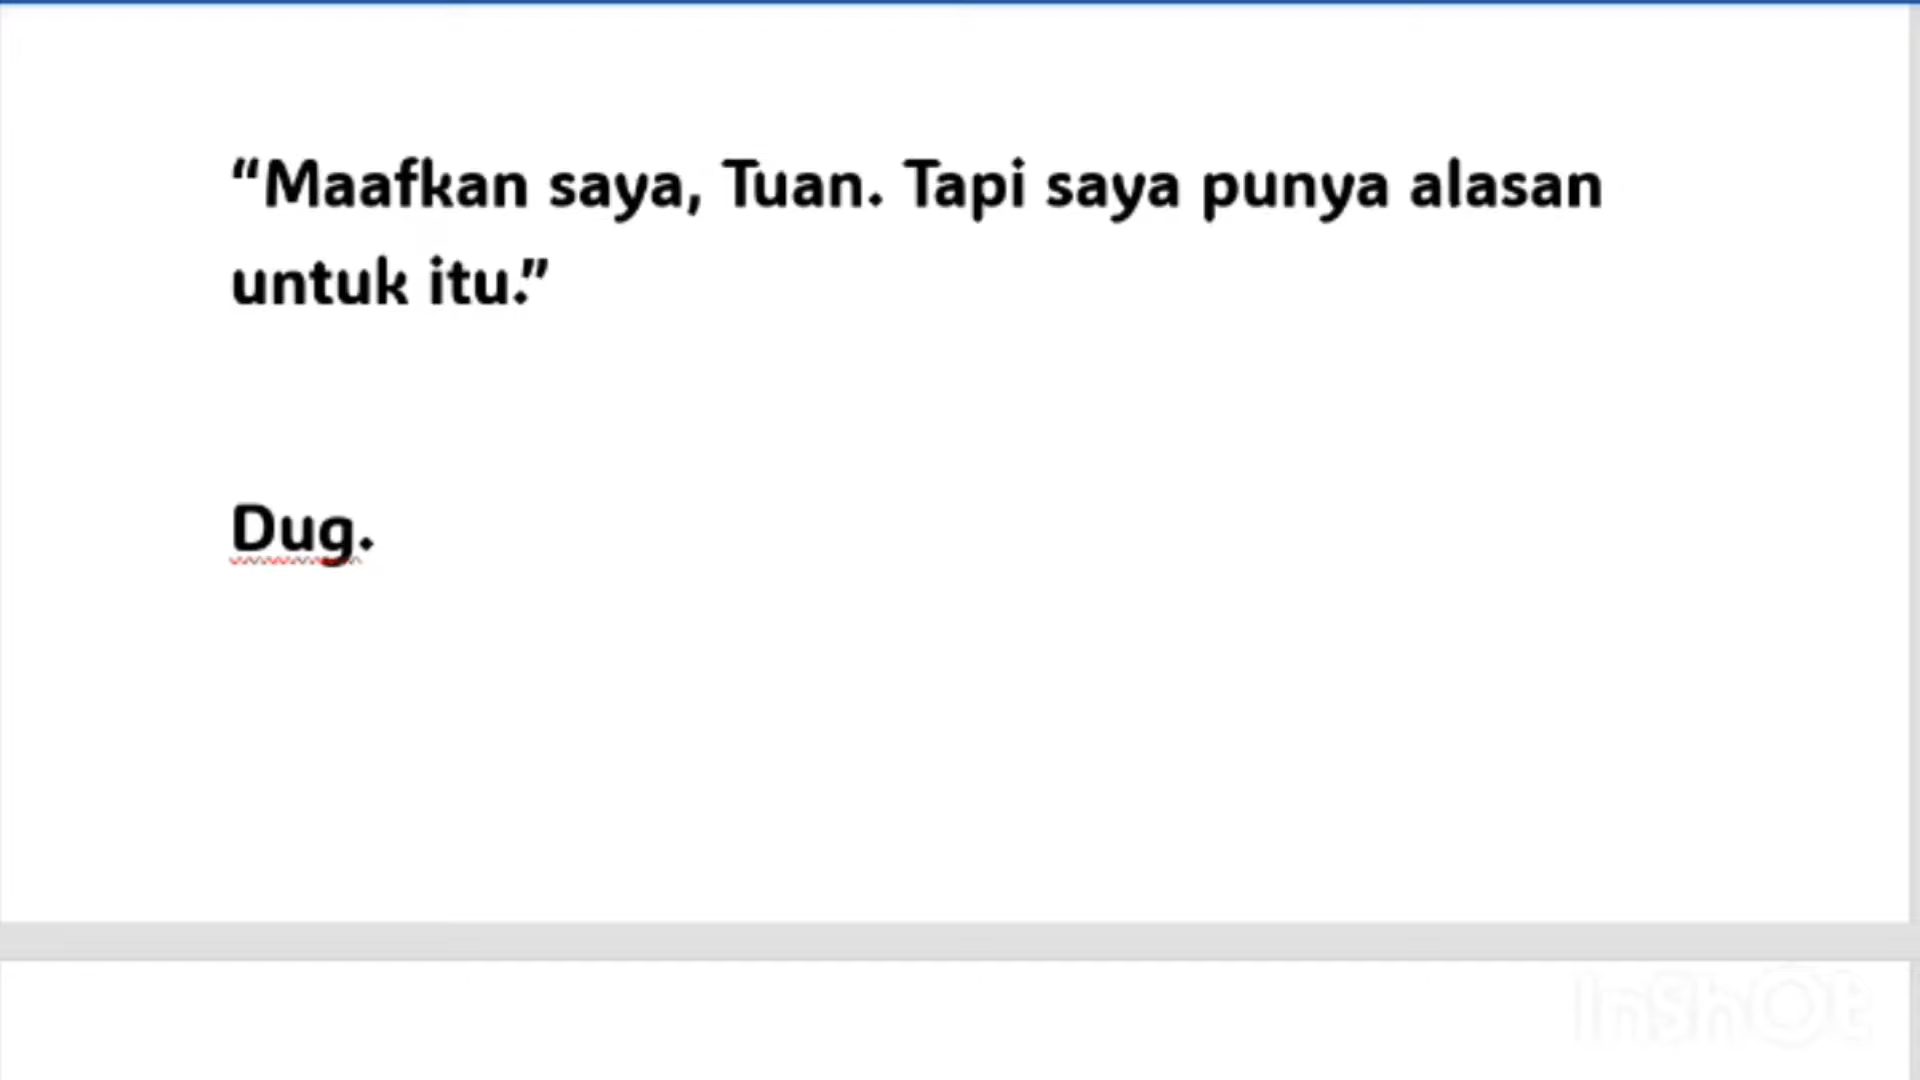 “Maafkan saya, Tuan. Tapi saya punya alasan
untuk itu.”
Dug.
InShOt